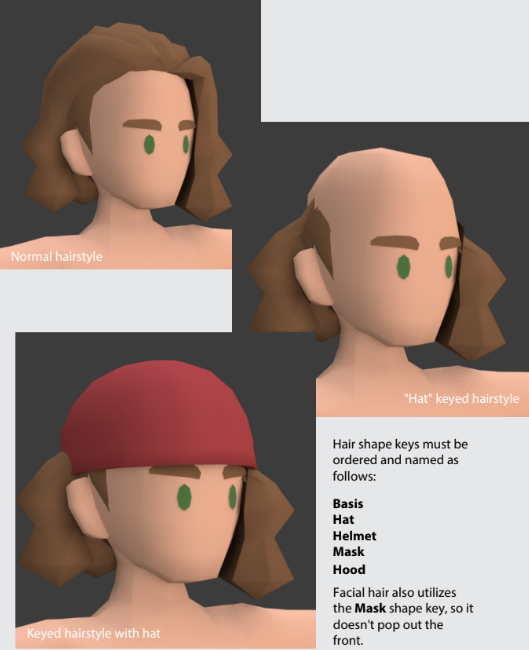 Normal hairstyle
"Hat" keyed hairstyle
Keyed hairstyle with hat
Hair shape keys must be
ordered and named as
follows:
Basis
Hat
Helmet
Mask
Hood
Facial hair also utilizes
the Mask shape key, so it
doesn't pop out the
front.